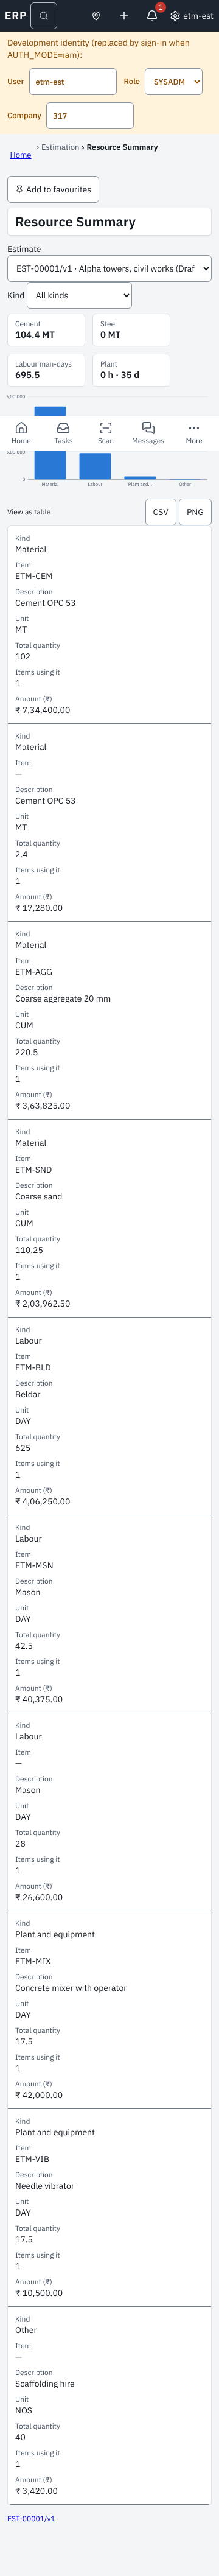 ERP
1
etm-est
Development identity (replaced by sign-in when
AUTH_MODE=iam):
User etm-est Role SYSADM
Company 317
Home › Estimation › Resource Summary
Add to favourites
Resource Summary
Estimate
EST-00001/v1 · Alpha towers, civil works (Draf
Kind All kinds
Cement
104.4 MT
Steel
0 MT
Labour man-days
695.5
Plant
0 h · 35 d
Home Tasks Scan Messages More
0
Material Labour Plant and... Other
View as table CSV PNG
Kind
Material
Item
ETM-CEM
Description
Cement OPC 53
Unit
MT
Total quantity
102
Items using it
1
Amount (₹)
₹ 7,34,400.00
Kind
Material
Item
—
Description
Cement OPC 53
Unit
MT
Total quantity
2.4
Items using it
1
Amount (₹)
₹ 17,280.00
Kind
Material
Item
ETM-AGG
Description
Coarse aggregate 20 mm
Unit
CUM
Total quantity
220.5
Items using it
1
Amount (₹)
₹ 3,63,825.00
Kind
Material
Item
ETM-SND
Description
Coarse sand
Unit
CUM
Total quantity
110.25
Items using it
1
Amount (₹)
₹ 2,03,962.50
Kind
Labour
Item
ETM-BLD
Description
Beldar
Unit
DAY
Total quantity
625
Items using it
1
Amount (₹)
₹ 4,06,250.00
Kind
Labour
Item
ETM-MSN
Description
Mason
Unit
DAY
Total quantity
42.5
Items using it
1
Amount (₹)
₹ 40,375.00
Kind
Labour
Item
—
Description
Mason
Unit
DAY
Total quantity
28
Items using it
1
Amount (₹)
₹ 26,600.00
Kind
Plant and equipment
Item
ETM-MIX
Description
Concrete mixer with operator
Unit
DAY
Total quantity
17.5
Items using it
1
Amount (₹)
₹ 42,000.00
Kind
Plant and equipment
Item
ETM-VIB
Description
Needle vibrator
Unit
DAY
Total quantity
17.5
Items using it
1
Amount (₹)
₹ 10,500.00
Kind
Other
Item
—
Description
Scaffolding hire
Unit
NOS
Total quantity
40
Items using it
1
Amount (₹)
₹ 3,420.00
EST-00001/v1